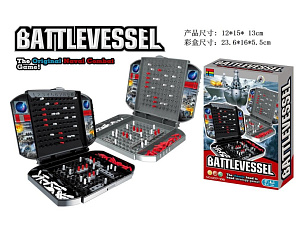 BATTLEVESSEL
The Original Naval Combat
Game!
产品尺寸：12*15* 13cm
彩盒尺寸：23.6*16*5.5cm
BATTLEVESSEL